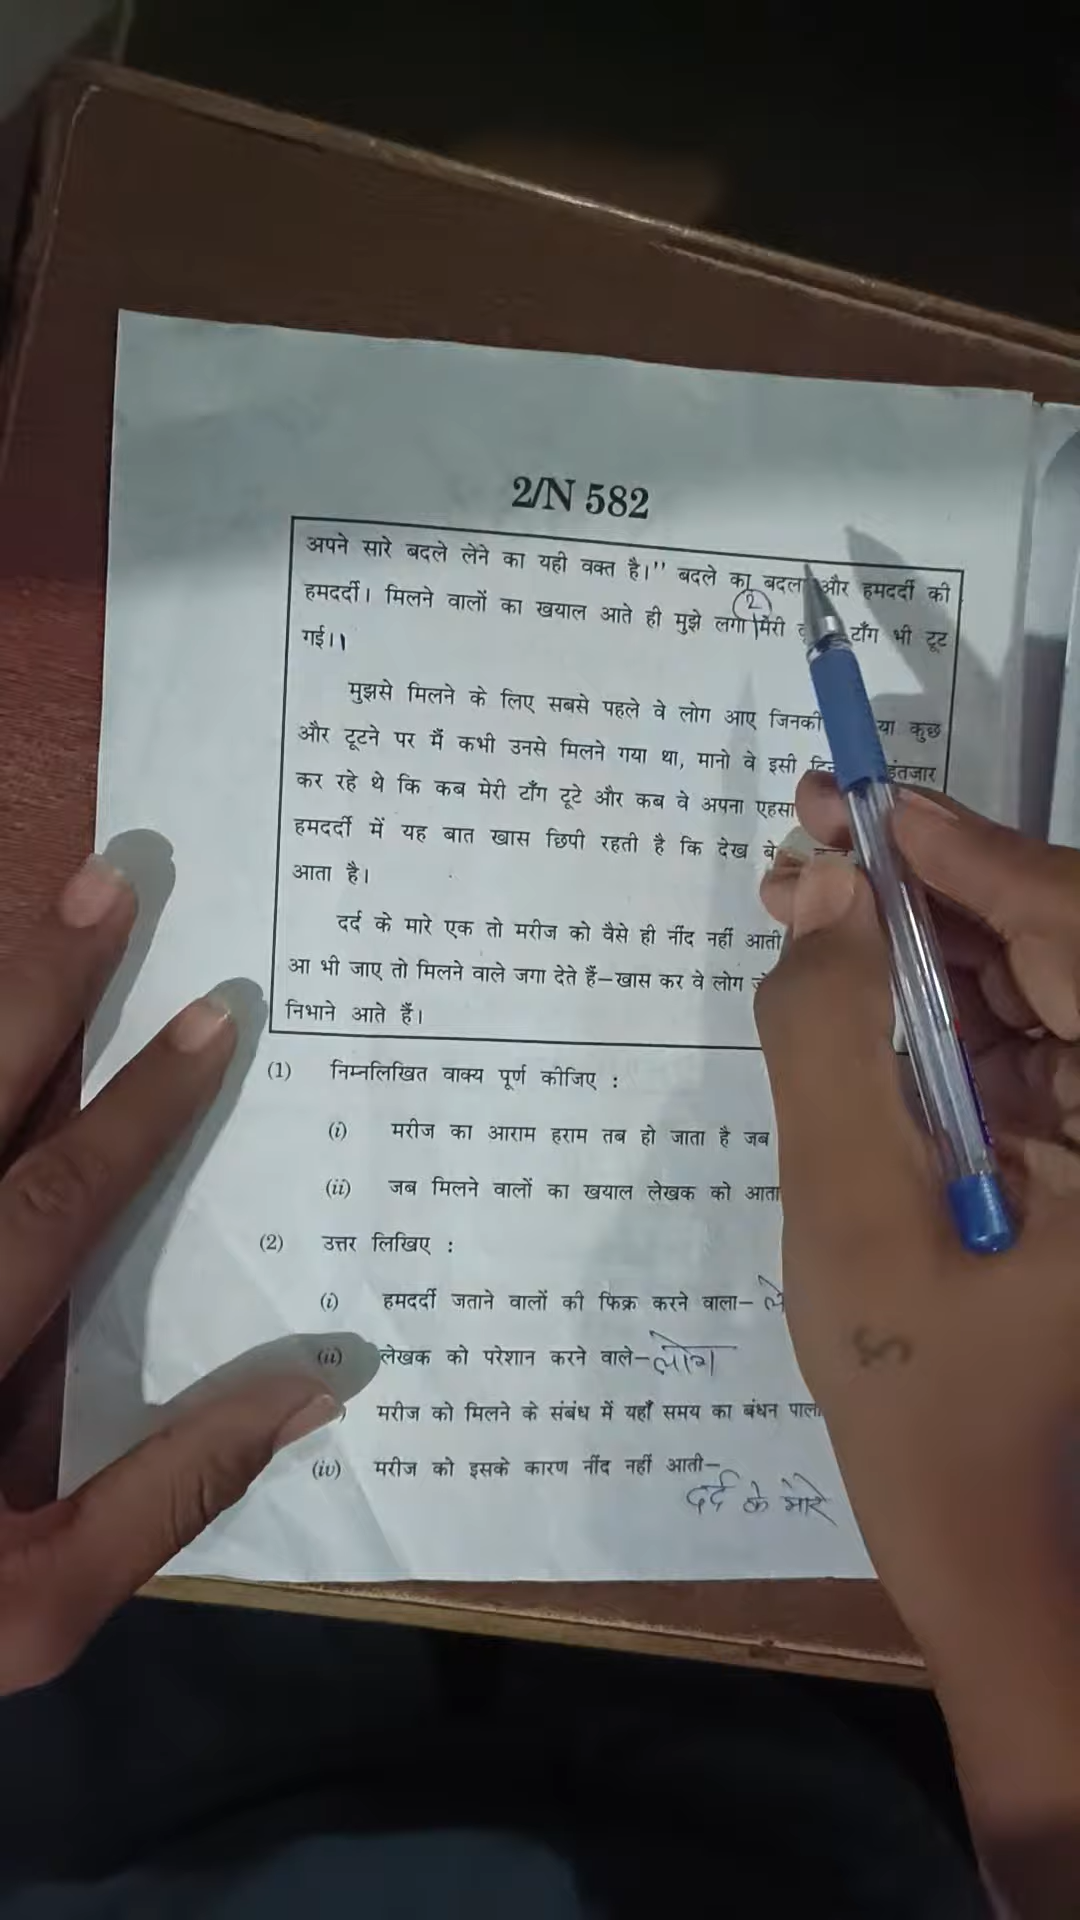 2/N 582
अपने सारे बदले लेने का यही वक्त है।'' बदले का बदला और हमदर्दी की
हमदर्दी। मिलने वालों का खयाल आते ही मुझे लगा मेरी टाँग भी टूट
2
गई।
मुझसे मिलने के लिए सबसे पहले वे लोग आए जिनकी या कुछ
और टूटने पर मैं कभी उनसे मिलने गया था, मानो वे इसी इंतजार
कर रहे थे कि कब मेरी टाँग टूटे और कब वे अपना
हमदर्दी में यह बात खास छिपी रहती है कि देख
आता है।
दर्द के मारे एक तो मरीज को वैसे ही नींद नहीं आती
आ भी जाए तो मिलने वाले जगा देते हैं–खास कर वे लोग
निभाने आते हैं।
(1) निम्नलिखित वाक्य पूर्ण कीजिए :
(i) मरीज का आराम हराम तब हो जाता है जब
(ii) जब मिलने वालों का खयाल लेखक को आता
(2) उत्तर लिखिए :
(i) हमदर्दी जताने वालों की फिक्र करने वाला–
(ii) लेखक को परेशान करने वाले– लोग
मरीज को मिलने के संबंध में यहाँ समय का बंधन
(iv) मरीज को इसके कारण नींद नहीं आती–
दर्द के मारे